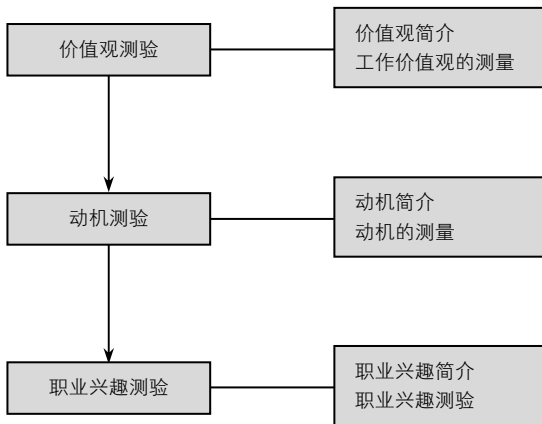 价值观测验
价值观简介
工作价值观的测量
动机测验
动机简介
动机的测量
职业兴趣测验
职业兴趣简介
职业兴趣测验